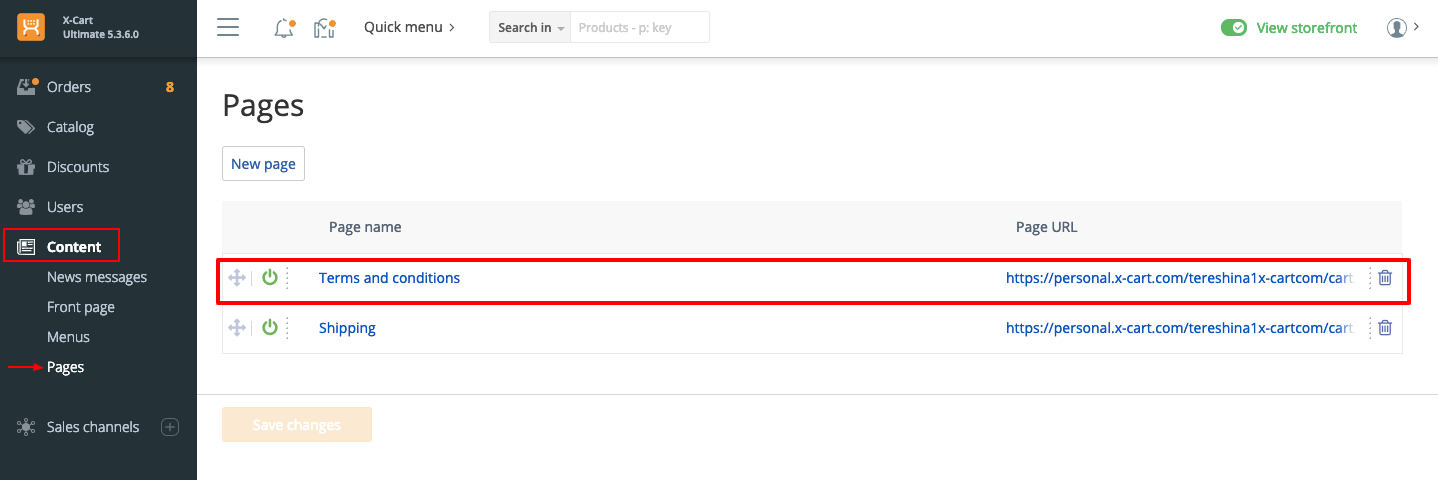 X-Cart
Ultimate 5.3.6.0
Quick menu
Search in
Products - p: key
View storefront
Orders 8
Catalog
Discounts
Users
Content
News messages
Front page
Menus
Pages
Sales channels
Pages
New page
Page name Page URL
Terms and conditions https://personal.x-cart.com/tereshina1x-cartcom/cart
Shipping https://personal.x-cart.com/tereshina1x-cartcom/cart
Save changes